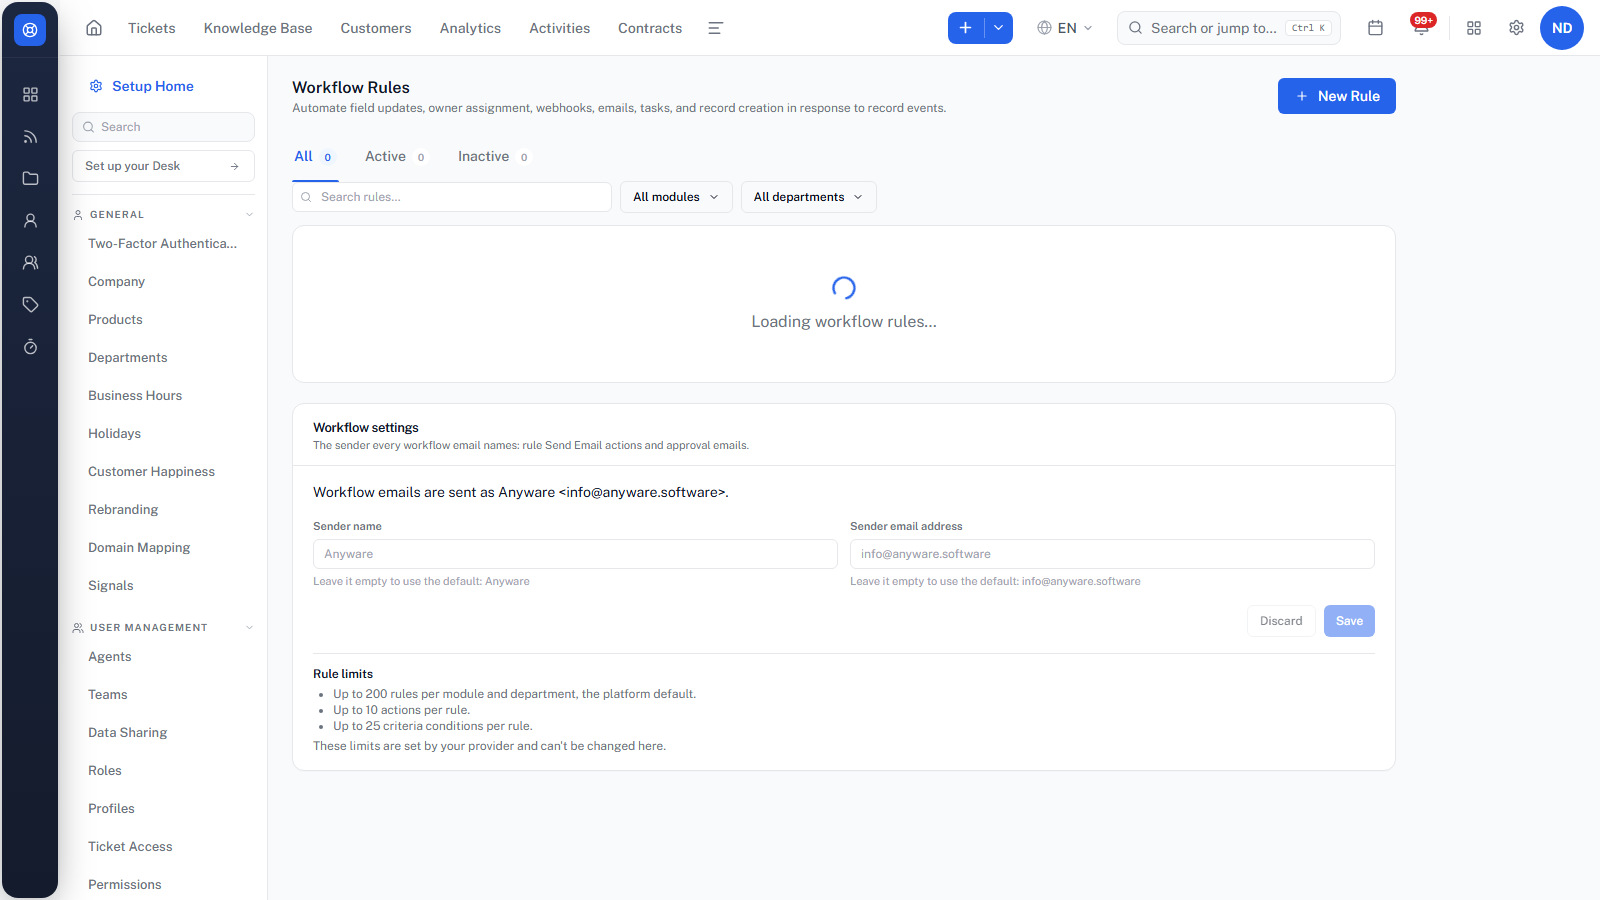 Tickets
Knowledge Base
Customers
Analytics
Activities
Contracts
EN
Search or jump to...
Ctrl K
99+
ND
Setup Home
Search
Set up your Desk
GENERAL
Two-Factor Authentica...
Company
Products
Departments
Business Hours
Holidays
Customer Happiness
Rebranding
Domain Mapping
Signals
USER MANAGEMENT
Agents
Teams
Data Sharing
Roles
Profiles
Ticket Access
Permissions
Workflow Rules
Automate field updates, owner assignment, webhooks, emails, tasks, and record creation in response to record events.
New Rule
All 0
Active 0
Inactive 0
Search rules...
All modules
All departments
Loading workflow rules...
Workflow settings
The sender every workflow email names: rule Send Email actions and approval emails.
Workflow emails are sent as Anyware <info@anyware.software>.
Sender name
Sender email address
Anyware
info@anyware.software
Leave it empty to use the default: Anyware
Leave it empty to use the default: info@anyware.software
Discard
Save
Rule limits
• Up to 200 rules per module and department, the platform default.
• Up to 10 actions per rule.
• Up to 25 criteria conditions per rule.
These limits are set by your provider and can't be changed here.